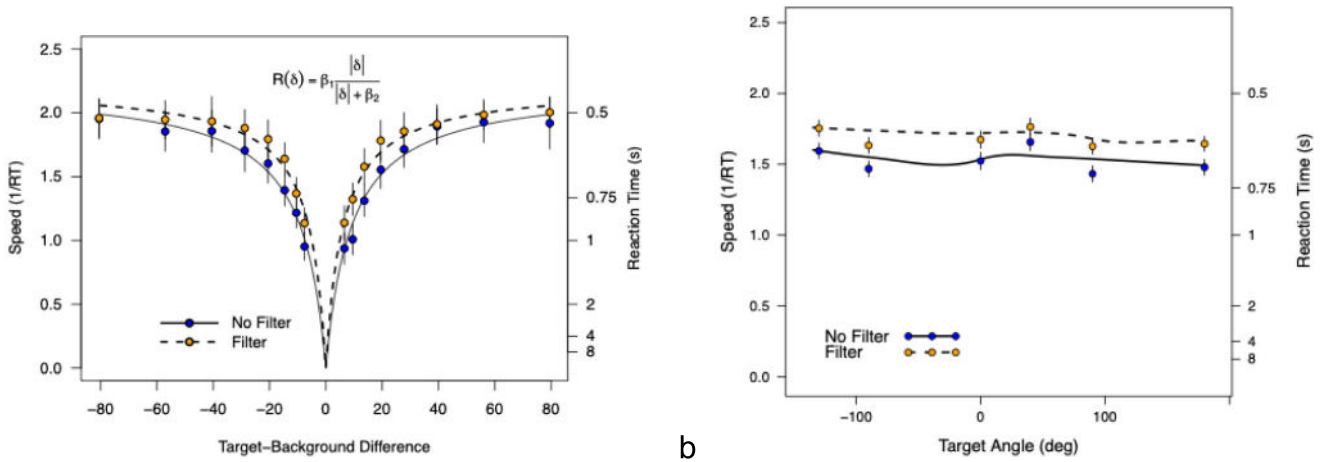 2.5
2.0
1.5
1.0
0.5
0.0
Speed (1/RT)
R(δ) = β₁ |δ| / |δ| + β₂
No Filter
Filter
0.5
0.75
1
2
4
8
Reaction Time (s)
−80 −60 −40 −20 0 20 40 60 80
Target−Background Difference
b
2.5
2.0
1.5
1.0
0.5
0.0
Speed (1/RT)
No Filter
Filter
0.5
0.75
1
2
4
8
Reaction Time (s)
−100 0 100
Target Angle (deg)